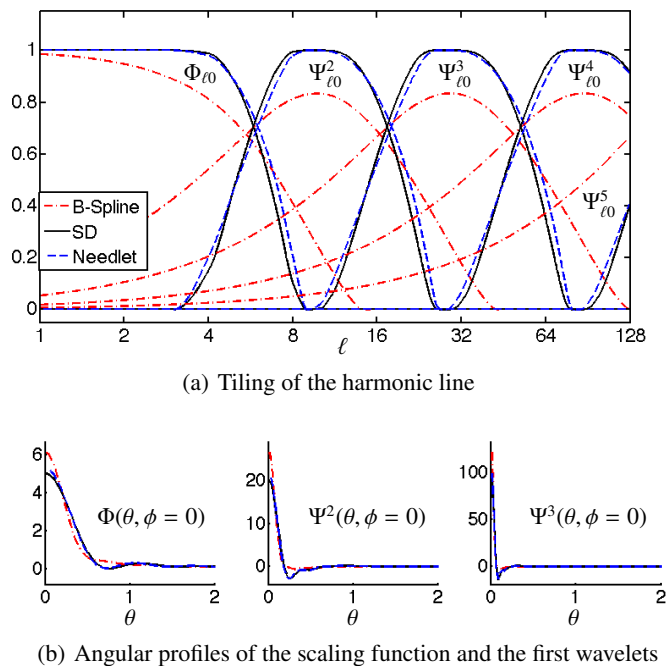 1
0.8
0.6
0.4
0.2
0
Φℓ0 Ψ²ℓ0 Ψ³ℓ0 Ψ⁴ℓ0
Ψ⁵ℓ0
B-Spline
SD
Needlet
1 2 4 8 16 32 64 128
ℓ
(a) Tiling of the harmonic line
6
4
2
0
Φ(θ, ϕ = 0)
0 1 2
θ
20
10
0
Ψ²(θ, ϕ = 0)
0 1 2
θ
100
50
0
Ψ³(θ, ϕ = 0)
0 1 2
θ
(b) Angular profiles of the scaling function and the first wavelets